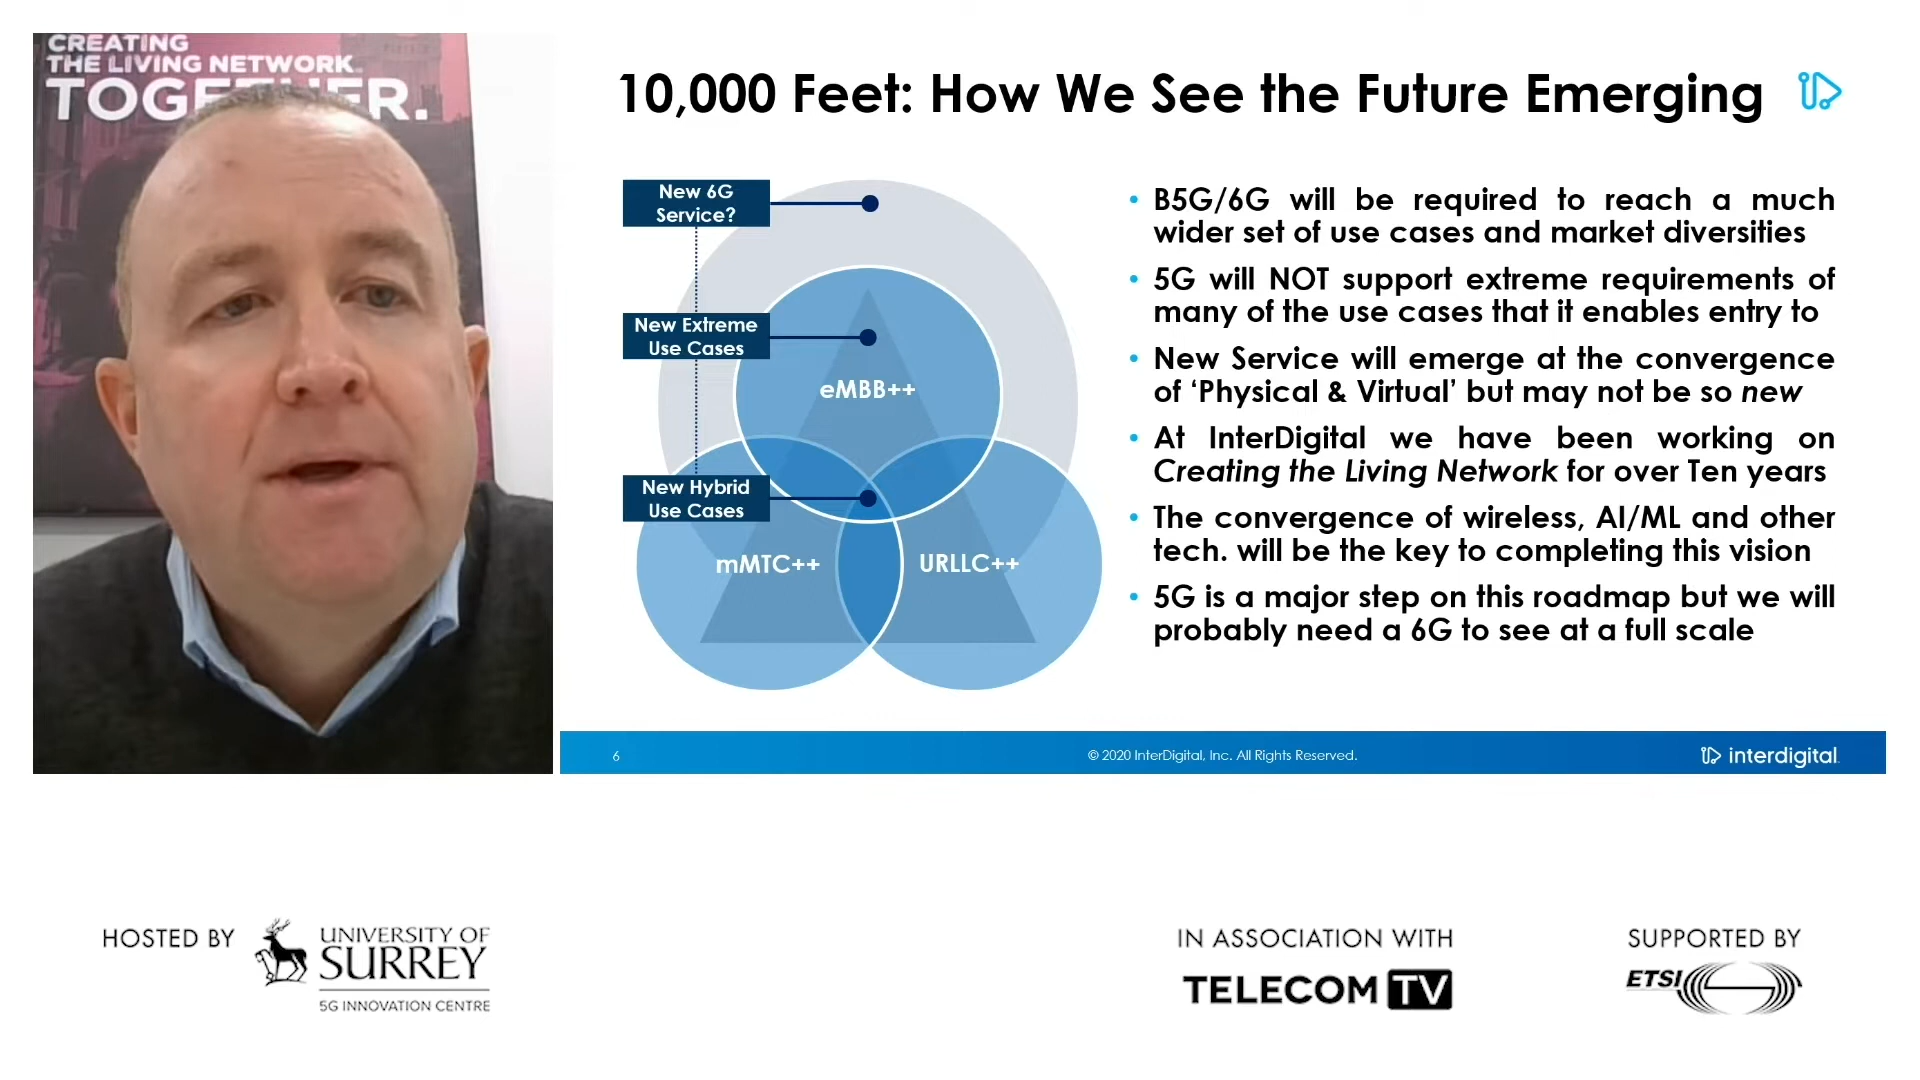 CREATING
THE LIVING NETWORK
TOGETHER.
10,000 Feet: How We See the Future Emerging
New 6G
Service?
New Extreme
Use Cases
eMBB++
New Hybrid
Use Cases
mMTC++
URLLC++
• B5G/6G will be required to reach a much
wider set of use cases and market diversities
• 5G will NOT support extreme requirements of
many of the use cases that it enables entry to
• New Service will emerge at the convergence
of ‘Physical & Virtual’ but may not be so new
• At InterDigital we have been working on
Creating the Living Network for over Ten years
• The convergence of wireless, AI/ML and other
tech. will be the key to completing this vision
• 5G is a major step on this roadmap but we will
probably need a 6G to see at a full scale
6
© 2020 InterDigital, Inc. All Rights Reserved.
interdigital
HOSTED BY
UNIVERSITY OF
SURREY
5G INNOVATION CENTRE
IN ASSOCIATION WITH
TELECOM TV
SUPPORTED BY
ETSI